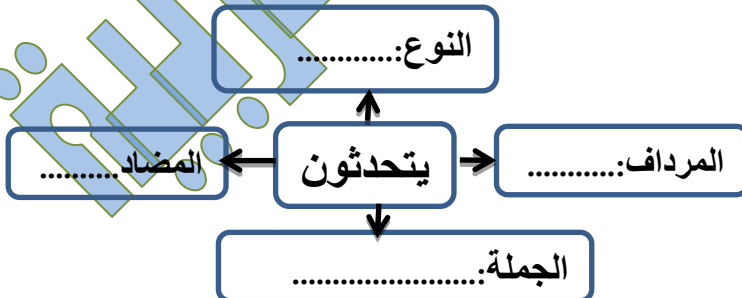 النوع:............
المرداف:...........
يتحدثون
المضاد..........
الجملة:.......................